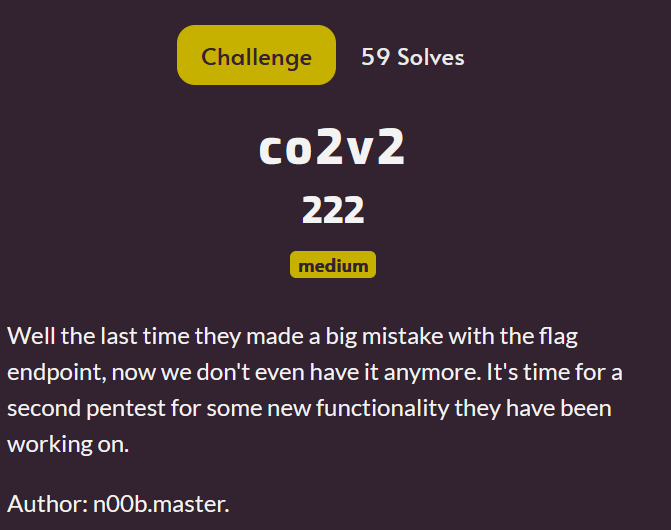 Challenge
59 Solves
co2v2
222
medium
Well the last time they made a big mistake with the flag
endpoint, now we don't even have it anymore. It's time for a
second pentest for some new functionality they have been
working on.
Author: n00b.master.